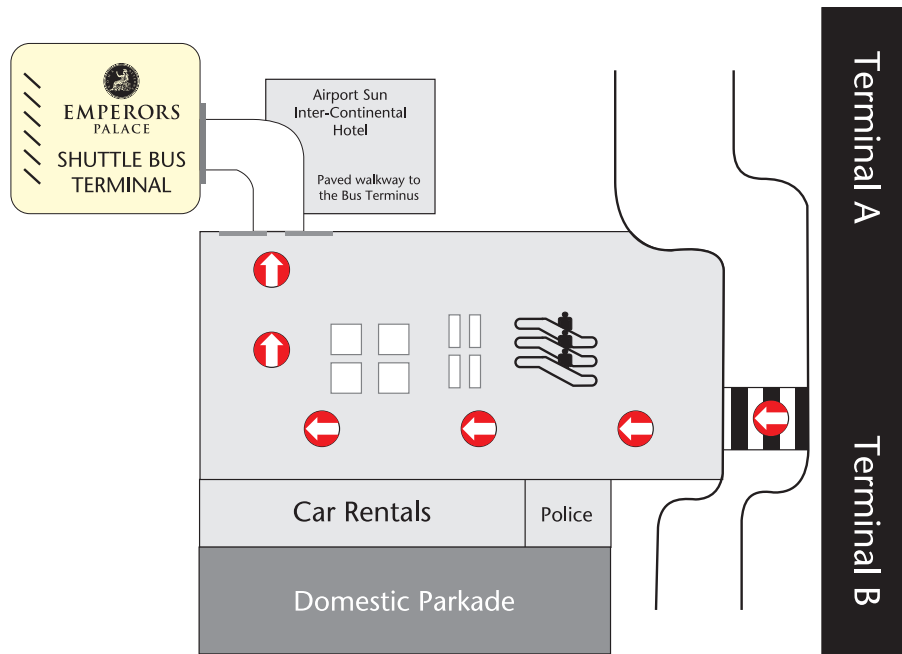 EMPERORS
PALACE
SHUTTLE BUS
TERMINAL
Airport Sun
Inter-Continental
Hotel
Paved walkway to
the Bus Terminus
Terminal A
Terminal B
Car Rentals
Police
Domestic Parkade